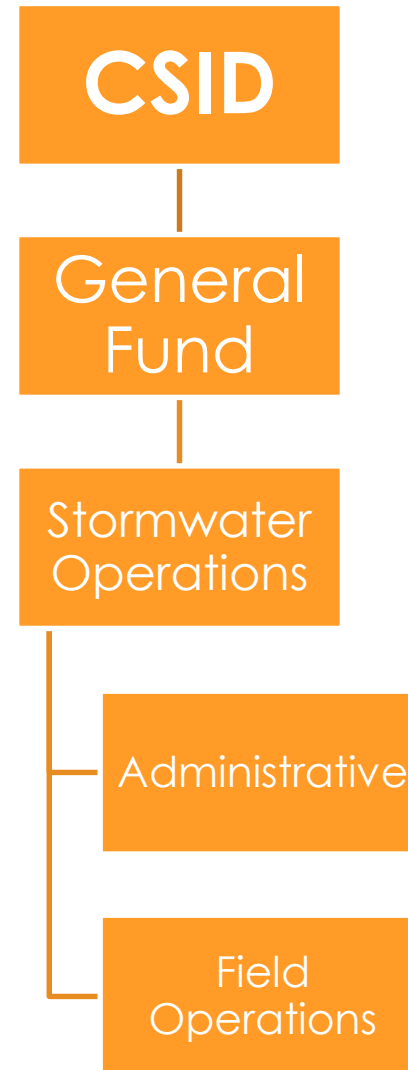 CSID
General
Fund
Stormwater
Operations
Administrative
Field
Operations